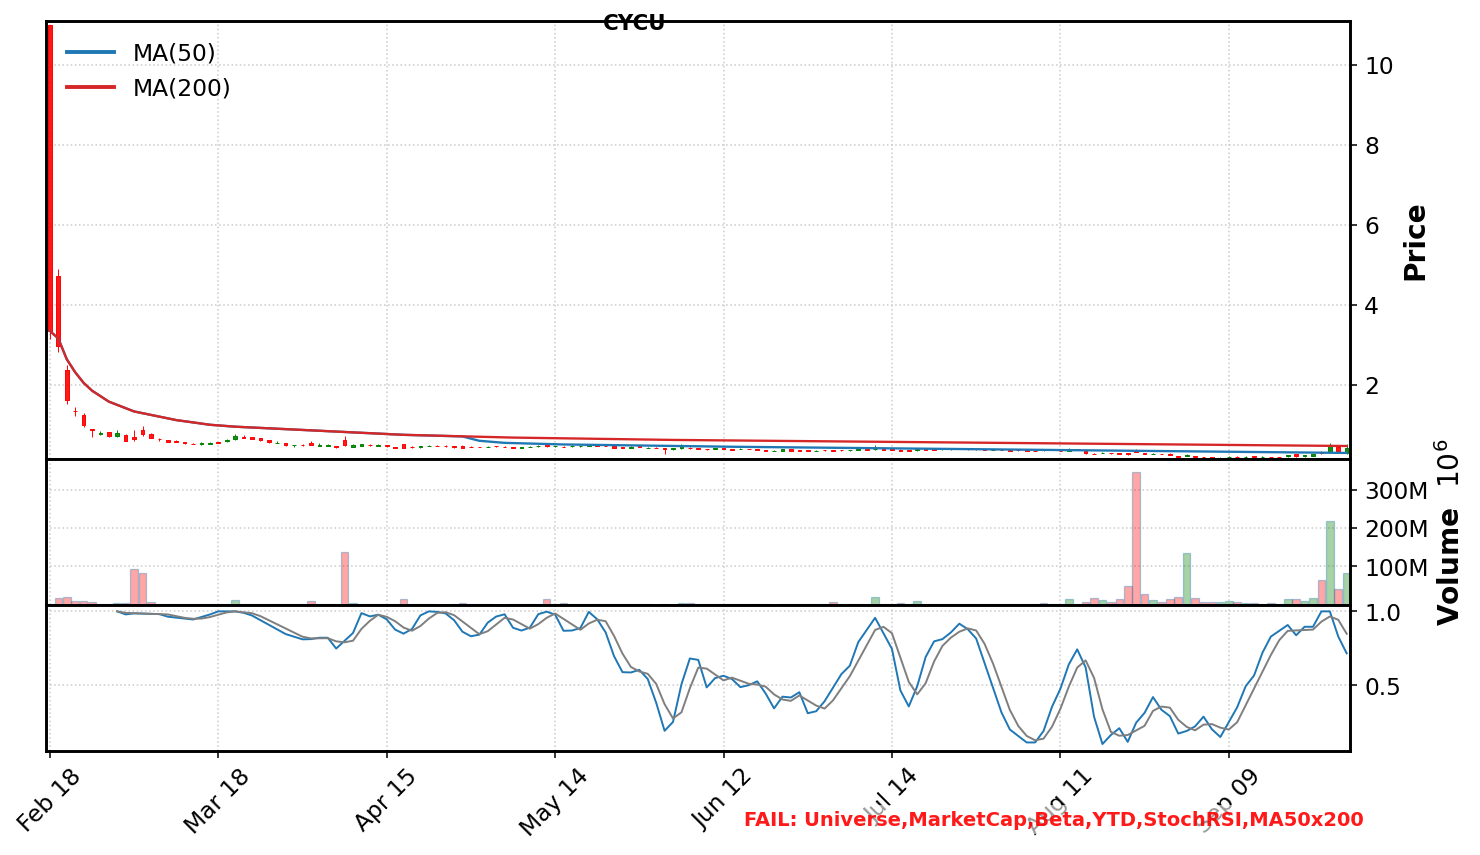 CYCU
MA(50)
MA(200)
10
8
6
4
2
Price
300M
200M
100M
Volume 10^6
1.0
0.5
Feb 18
Mar 18
Apr 15
May 14
Jun 12
Jul 14
Aug 11
Sep 09
FAIL: Universe,MarketCap,Beta,YTD,StochRSI,MA50x200